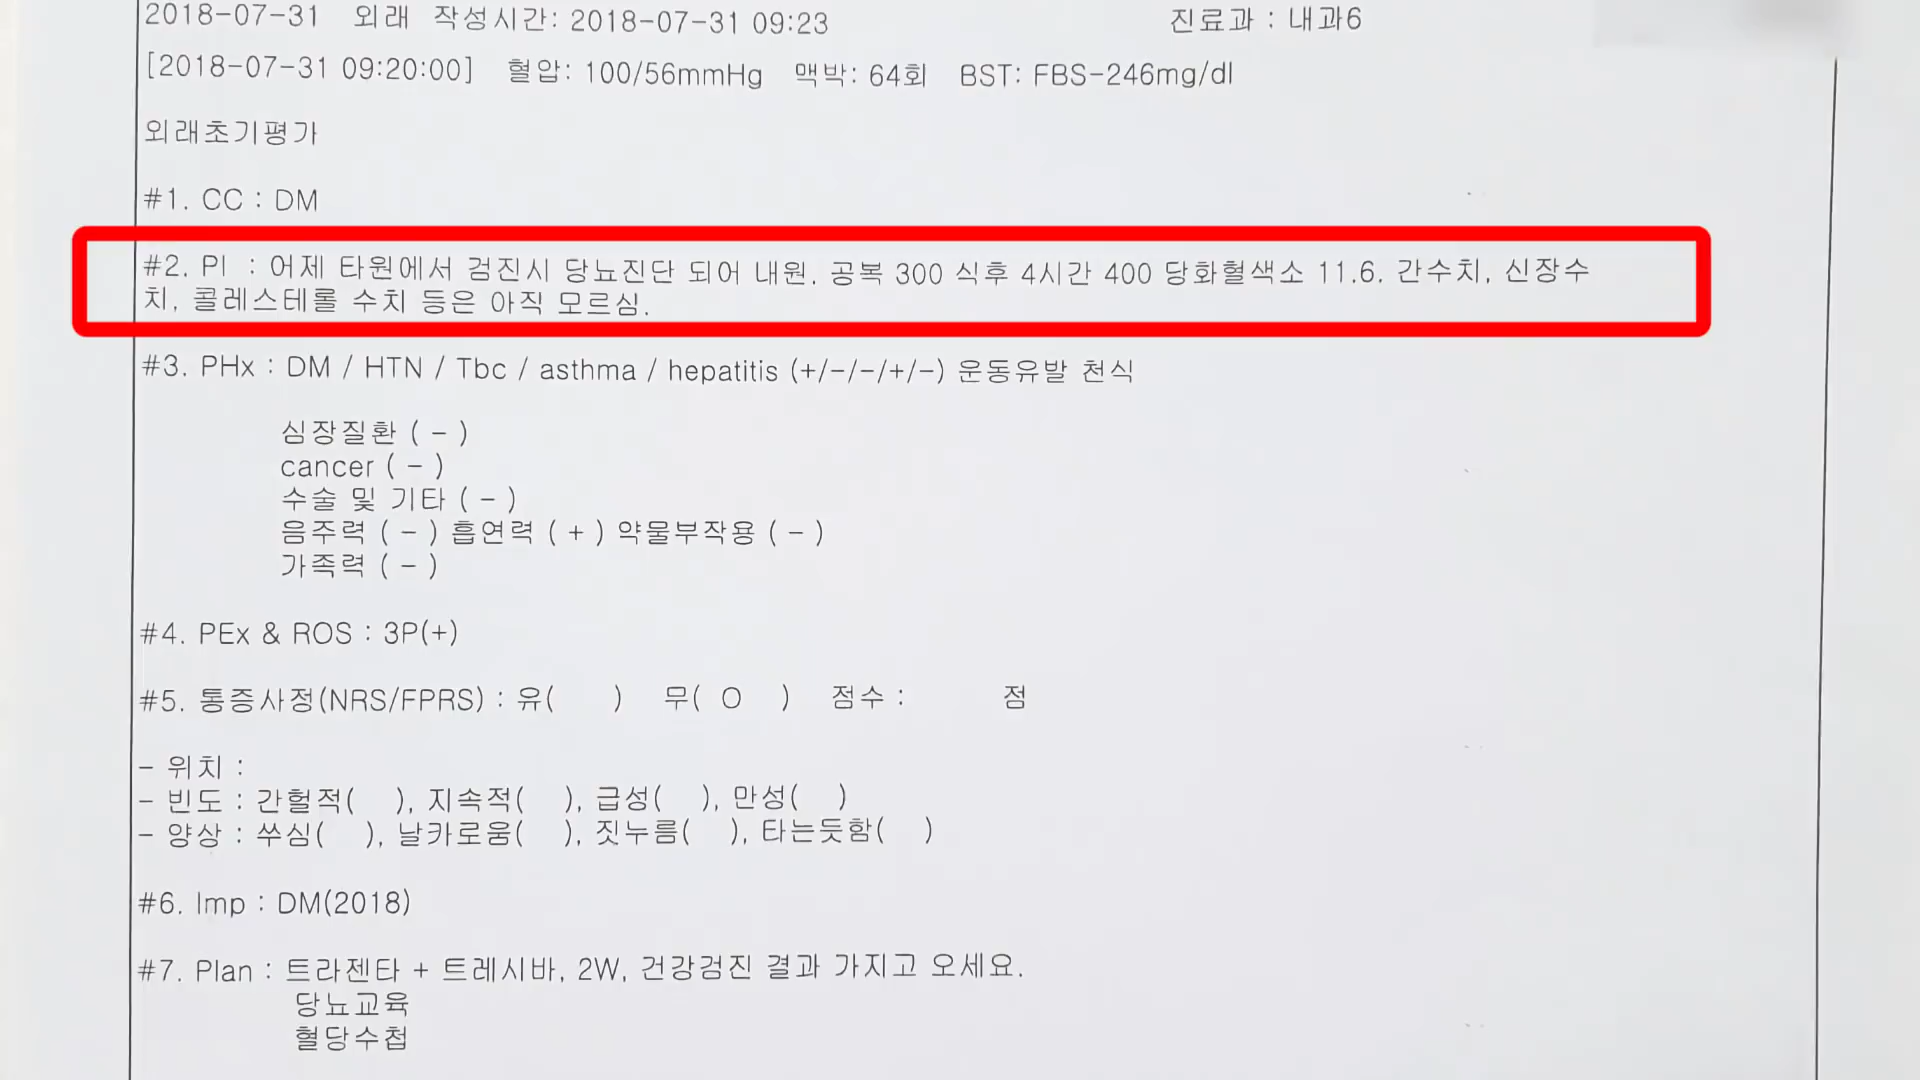 2018-07-31 외래 작성시간: 2018-07-31 09:23 진료과 : 내과6
[2018-07-31 09:20:00] 혈압: 100/56mmHg 맥박: 64회 BST: FBS-246mg/dl
외래초기평가
#1. CC : DM
#2. PI : 어제 타원에서 검진시 당뇨진단 되어 내원. 공복 300 식후 4시간 400 당화혈색소 11.6. 간수치, 신장수
치, 콜레스테롤 수치 등은 아직 모르심.
#3. PHx : DM / HTN / Tbc / asthma / hepatitis (+/-/-/+/-) 운동유발 천식
심장질환 ( - )
cancer ( - )
수술 및 기타 ( - )
음주력 ( - ) 흡연력 ( + ) 약물부작용 ( - )
가족력 ( - )
#4. PEx & ROS : 3P(+)
#5. 통증사정(NRS/FPRS) : 유( ) 무( O ) 점수 : 점
- 위치 :
- 빈도 : 간헐적( ), 지속적( ), 급성( ), 만성( )
- 양상 : 쑤심( ), 날카로움( ), 짓누름( ), 타는듯함( )
#6. Imp : DM(2018)
#7. Plan : 트라젠타 + 트레시바, 2W, 건강검진 결과 가지고 오세요.
당뇨교육
혈당수첩